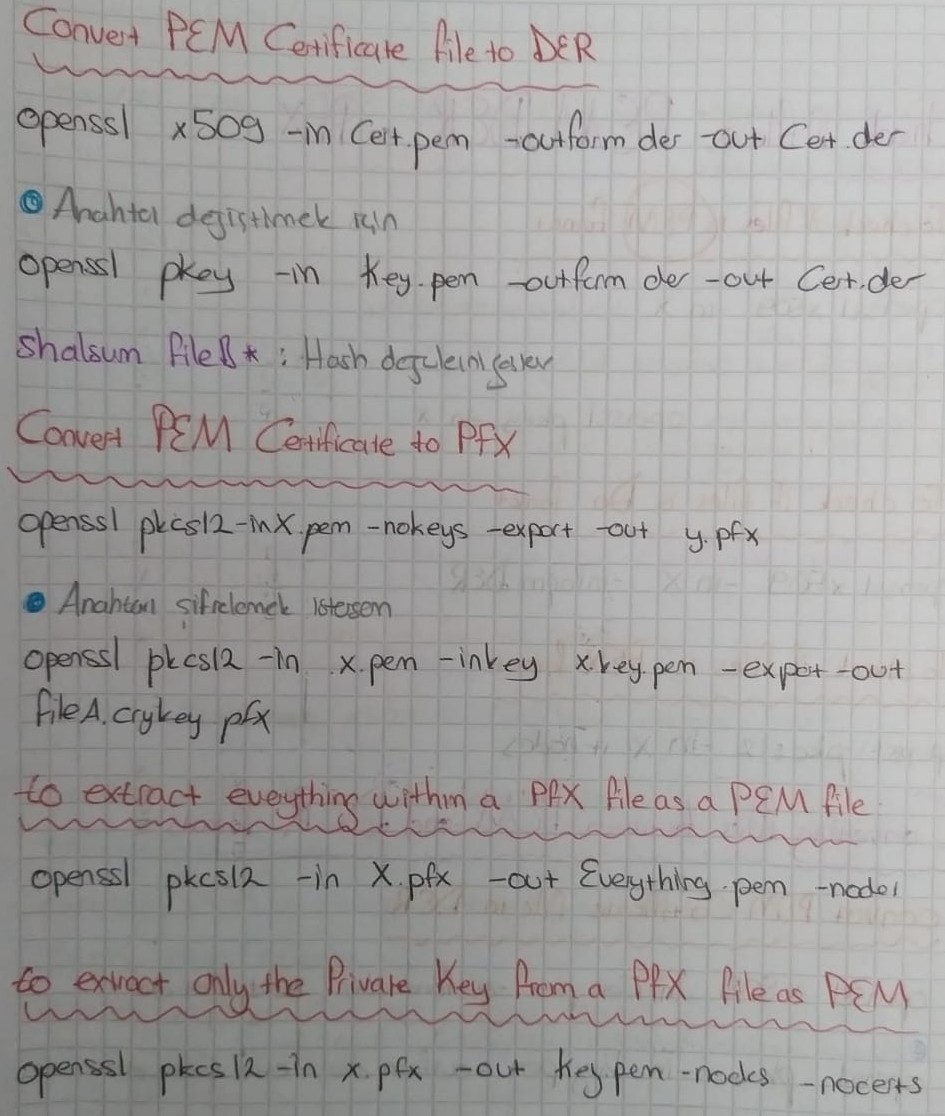 Convert PEM Certificate file to DER
openssl x509 -in Cert.pem -outform der -out Cert.der
Anahtar değiştirmek için
openssl pkey -in key.pem -outform der -out Cert.der
sha1sum fileB* : Hash değerlerini
Convert PEM Certificate to PFX
openssl pkcs12 -in X.pem -nokeys -export -out y.pfx
Anahtarı şifrelemek istersem
openssl pkcs12 -in x.pem -inkey x.key.pem -export -out
fileA.crykey pfx
to extract everything within a PFX file as a PEM file
openssl pkcs12 -in X.pfx -out Everything.pem -nodes
to extract only the Private Key from a PFX file as PEM
openssl pkcs12 -in x.pfx -out key.pem -nodes -nocerts